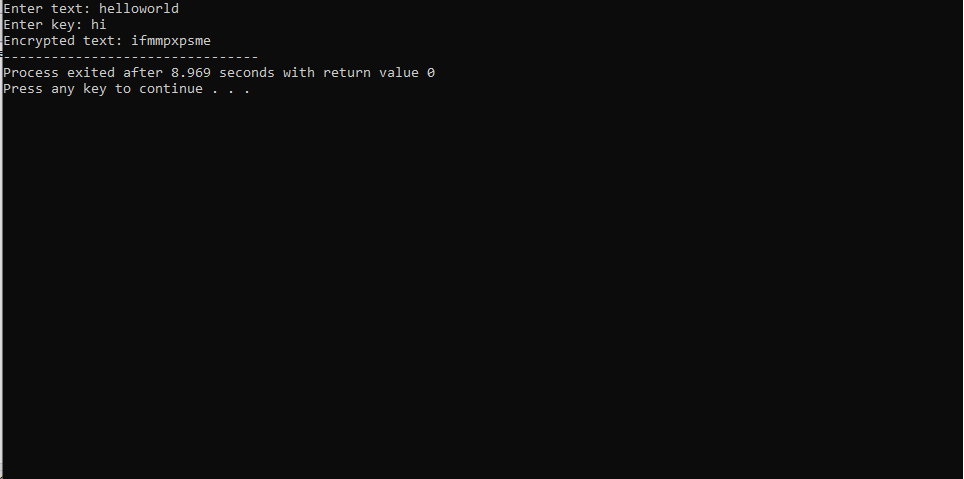 Enter text: helloworld
Enter key: hi
Encrypted text: ifmmpxpsme
--------------------------------
Process exited after 8.969 seconds with return value 0
Press any key to continue . . .